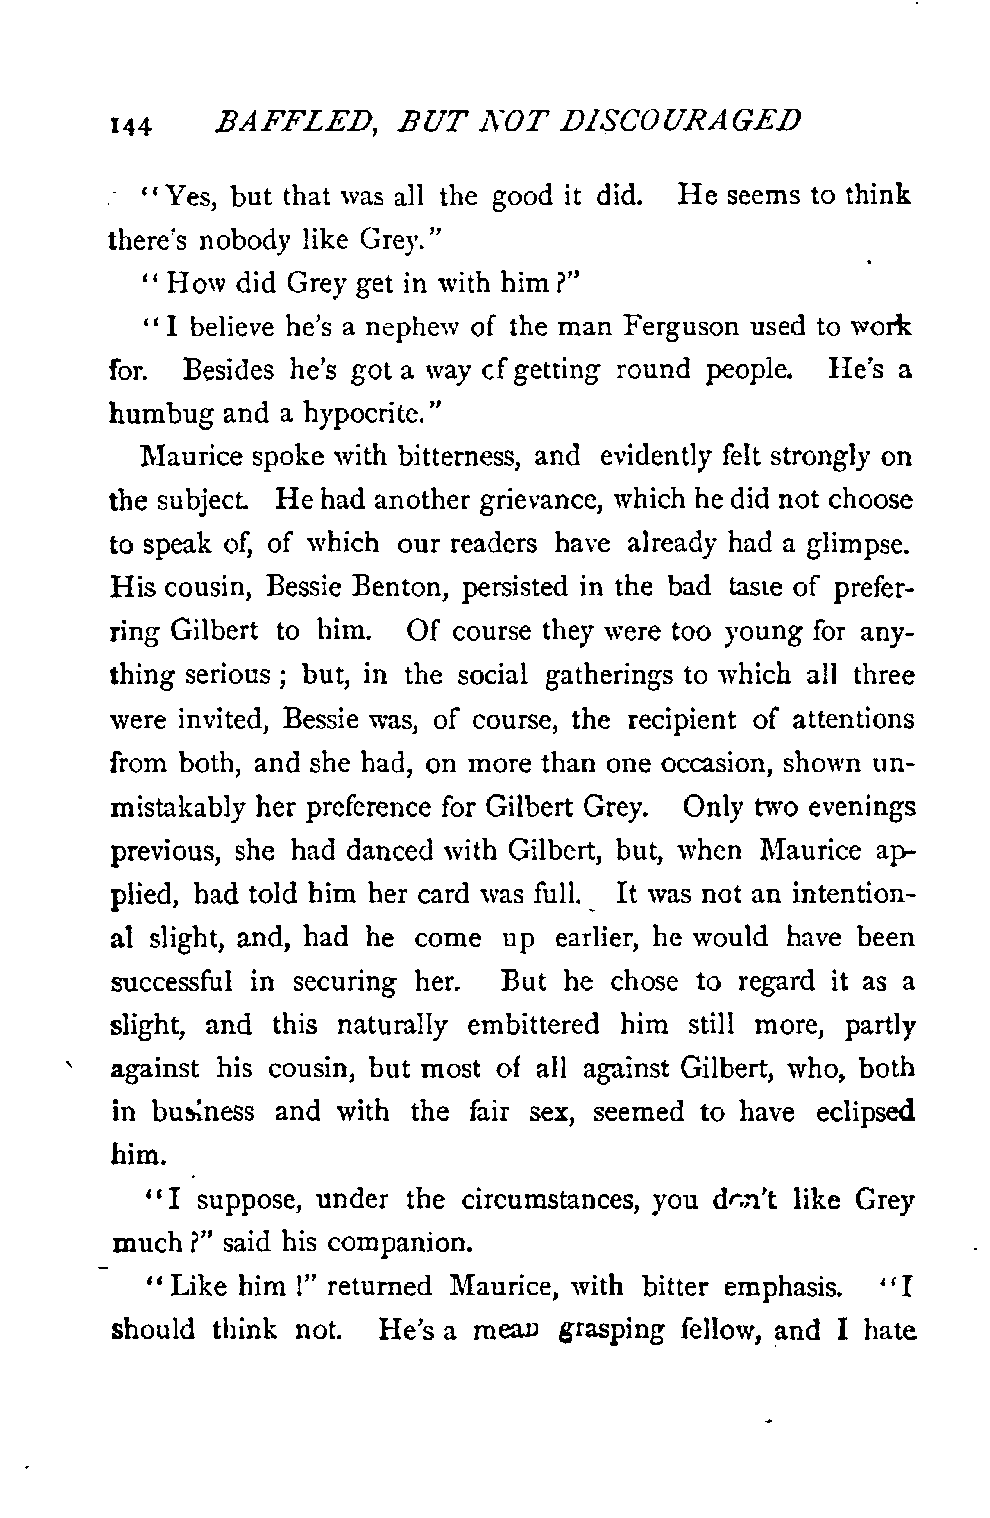 144 BAFFLED, BUT NOT DISCOURAGED
"Yes, but that was all the good it did. He seems to think
there's nobody like Grey."
"How did Grey get in with him?"
"I believe he's a nephew of the man Ferguson used to work
for. Besides he's got a way of getting round people. He's a
humbug and a hypocrite."
Maurice spoke with bitterness, and evidently felt strongly on
the subject. He had another grievance, which he did not choose
to speak of, of which our readers have already had a glimpse.
His cousin, Bessie Benton, persisted in the bad taste of prefer-
ring Gilbert to him. Of course they were too young for any-
thing serious; but, in the social gatherings to which all three
were invited, Bessie was, of course, the recipient of attentions
from both, and she had, on more than one occasion, shown un-
mistakably her preference for Gilbert Grey. Only two evenings
previous, she had danced with Gilbert, but, when Maurice ap-
plied, had told him her card was full. It was not an intention-
al slight, and, had he come up earlier, he would have been
successful in securing her. But he chose to regard it as a
slight, and this naturally embittered him still more, partly
against his cousin, but most of all against Gilbert, who, both
in business and with the fair sex, seemed to have eclipsed
him.
"I suppose, under the circumstances, you don't like Grey
much?" said his companion.
"Like him!" returned Maurice, with bitter emphasis. "I
should think not. He's a mean grasping fellow, and I hate